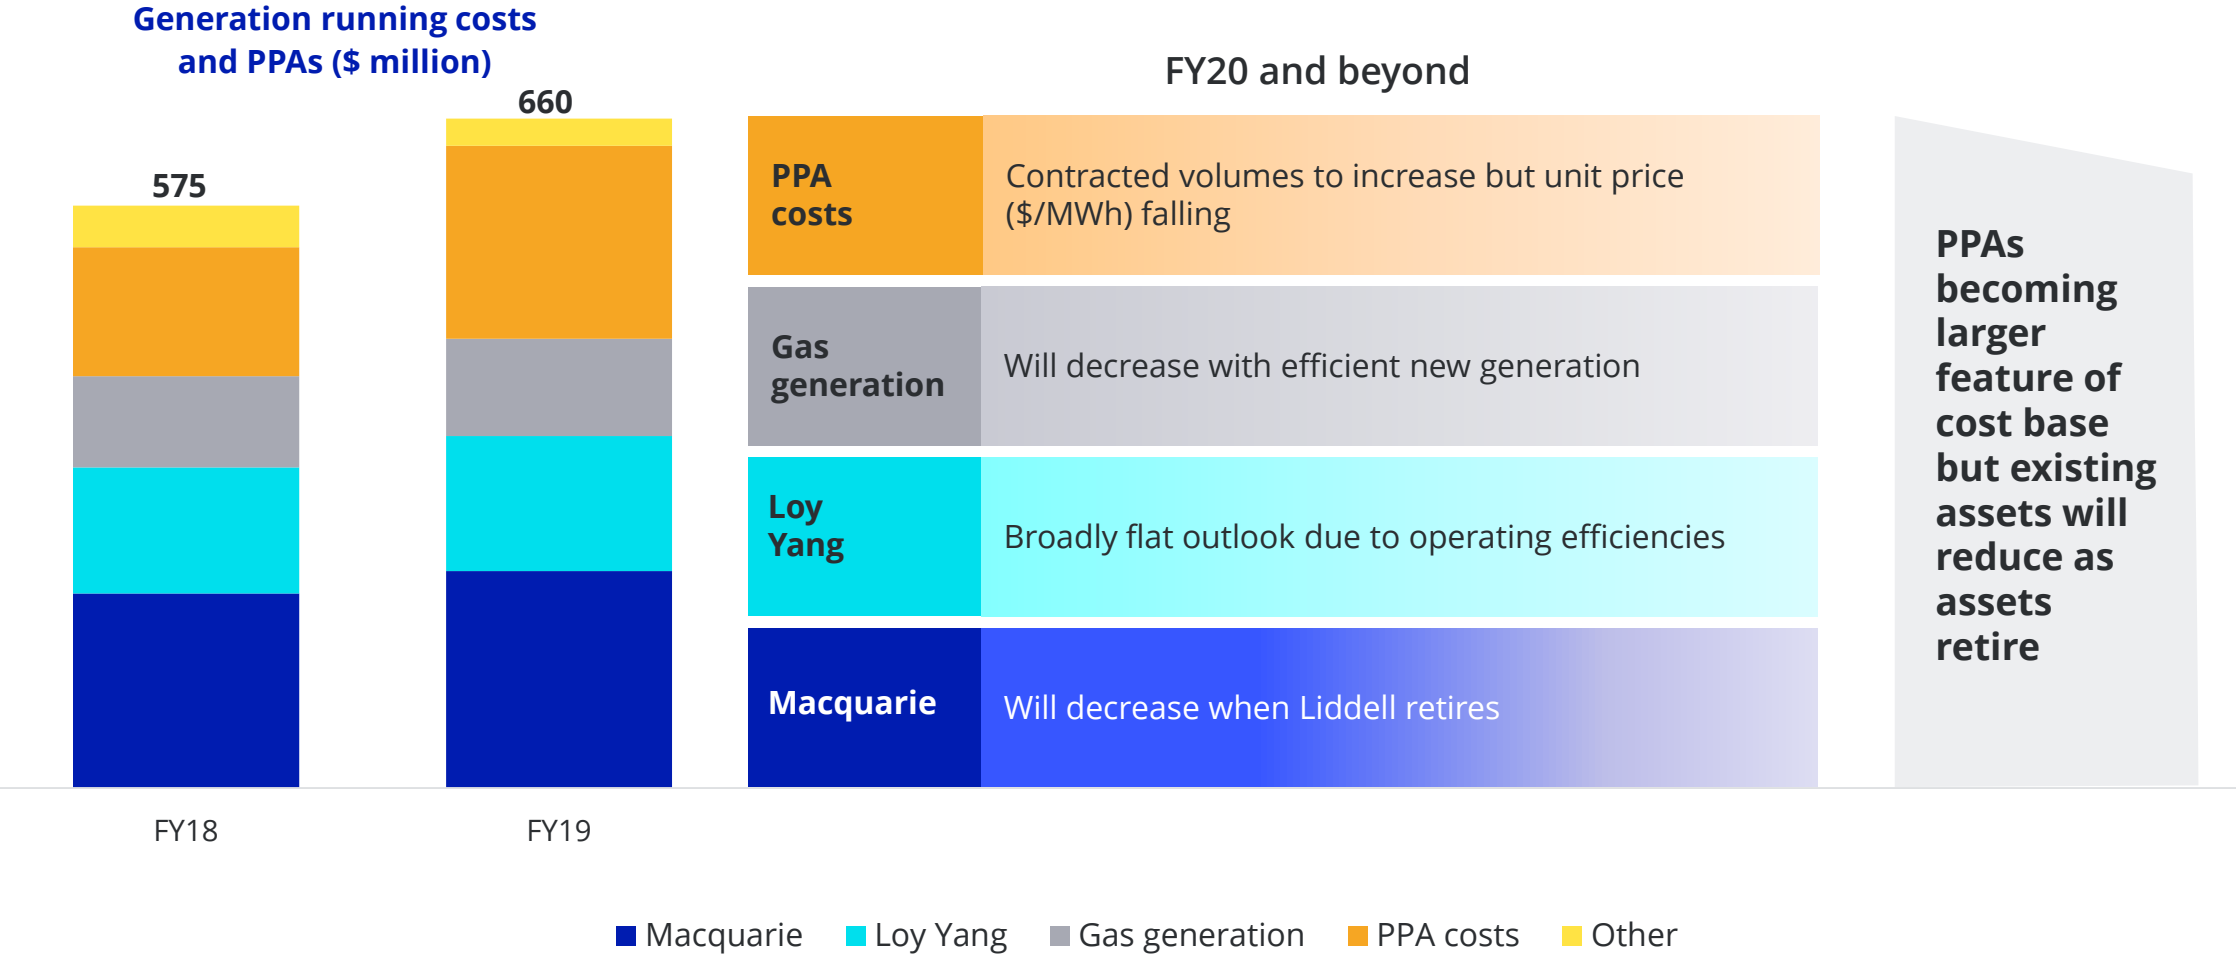 Generation running costs
and PPAs ($ million)
575
660
FY18
FY19
FY20 and beyond
PPA
costs
Contracted volumes to increase but unit price
($/MWh) falling
Gas
generation
Will decrease with efficient new generation
Loy
Yang
Broadly flat outlook due to operating efficiencies
Macquarie
Will decrease when Liddell retires
PPAs
becoming
larger
feature of
cost base
but existing
assets will
reduce as
assets
retire
Macquarie
Loy Yang
Gas generation
PPA costs
Other